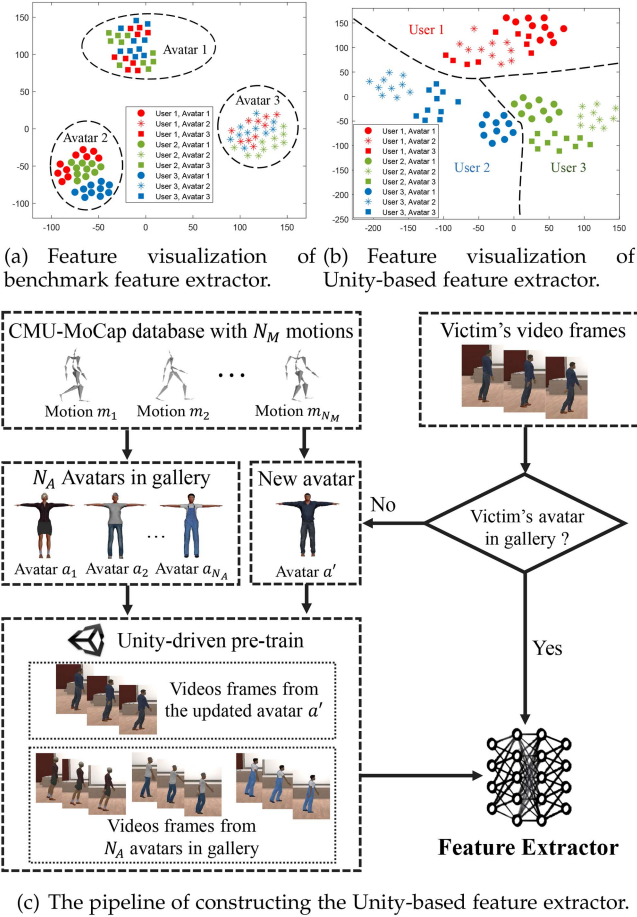 150
100
50
0
-50
-100
-100
-50
0
50
100
150
Avatar 1
Avatar 2
Avatar 3
User 1, Avatar 1
User 1, Avatar 2
User 1, Avatar 3
User 2, Avatar 1
User 2, Avatar 2
User 2, Avatar 3
User 3, Avatar 1
User 3, Avatar 2
User 3, Avatar 3
(a) Feature visualization of
benchmark feature extractor.
150
100
50
0
-50
-100
-150
-200
-250
-200
-150
-100
-50
0
50
100
150
User 1
User 2
User 3
User 1, Avatar 1
User 1, Avatar 2
User 1, Avatar 3
User 2, Avatar 1
User 2, Avatar 2
User 2, Avatar 3
User 3, Avatar 1
User 3, Avatar 2
User 3, Avatar 3
(b) Feature visualization of
Unity-based feature extractor.
CMU-MoCap database with N_M motions
Motion m_1
Motion m_2
...
Motion m_{N_M}
Victim's video frames
N_A Avatars in gallery
Avatar a_1
Avatar a_2
...
Avatar a_{N_A}
New avatar
Avatar a′
No
Victim's avatar
in gallery ?
Yes
Unity-driven pre-train
Videos frames from
the updated avatar a′
Videos frames from
N_A avatars in gallery
Feature Extractor
(c) The pipeline of constructing the Unity-based feature extractor.